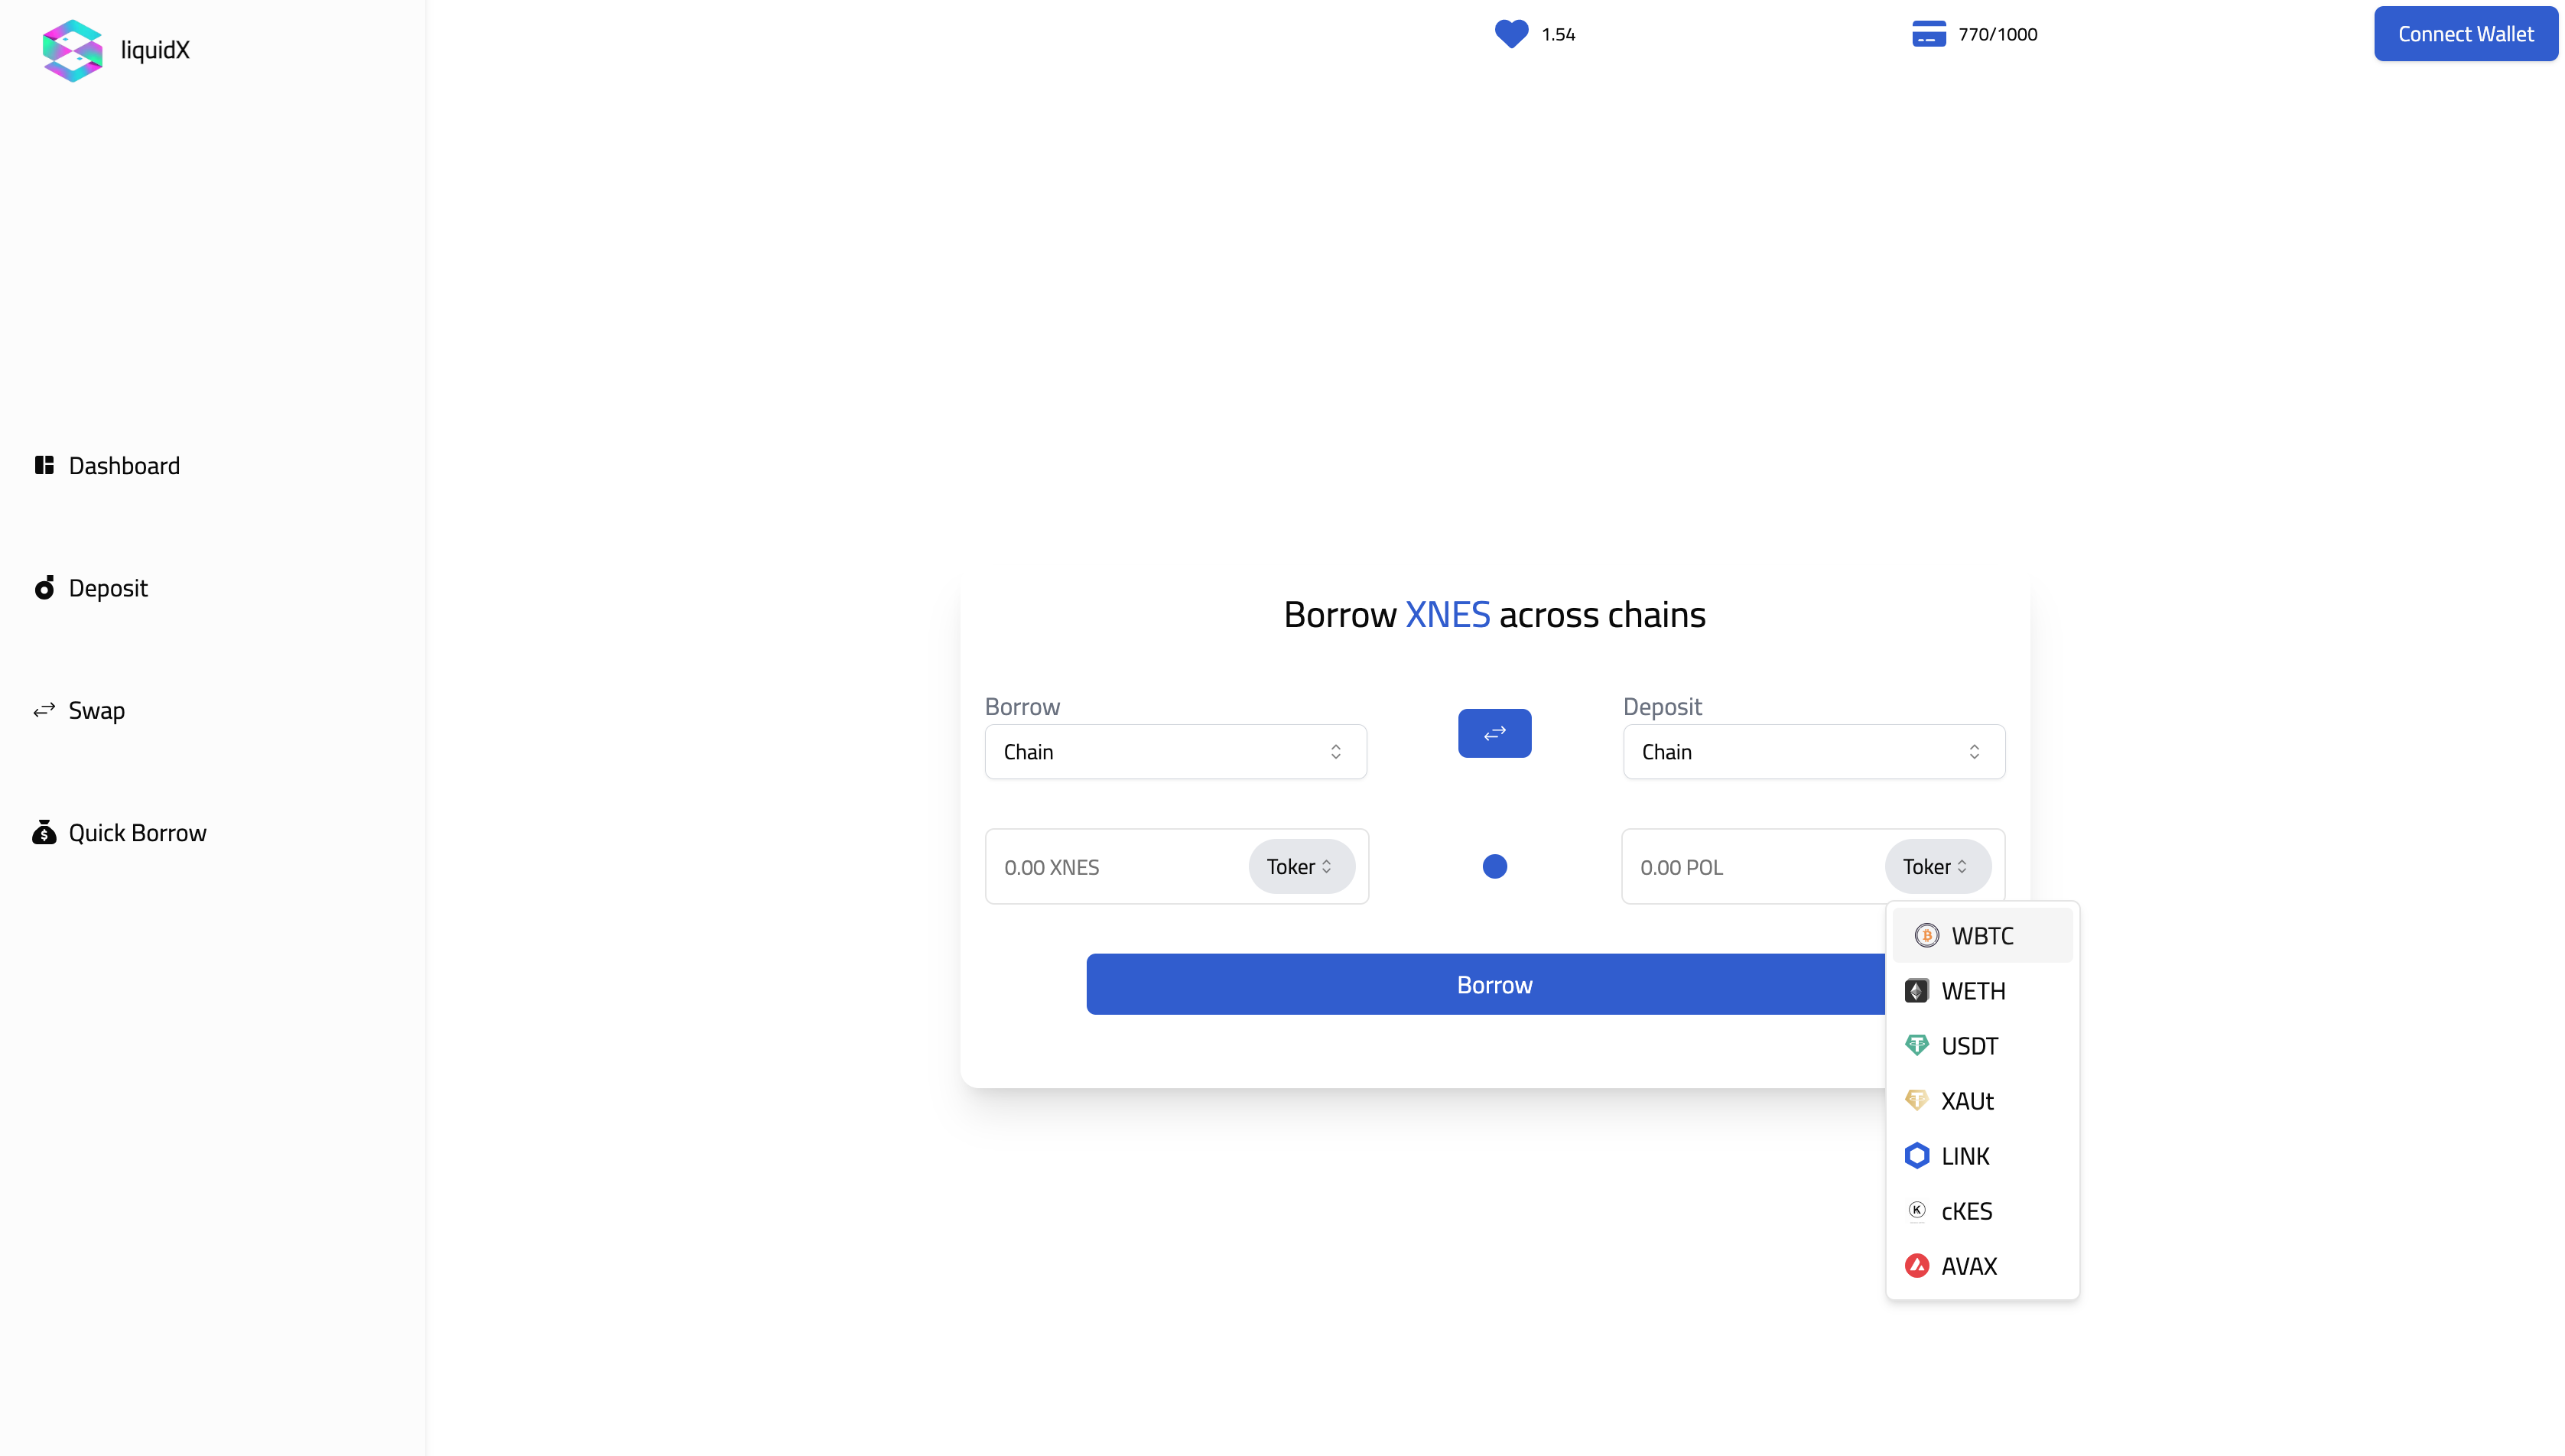 liquidX
1.54
770/1000
Connect Wallet
Dashboard
Deposit
Swap
Quick Borrow
Borrow XNES across chains
Borrow
Deposit
Chain
Chain
0.00 XNES
Toker
0.00 POL
Toker
Borrow
WBTC
WETH
USDT
XAUt
LINK
cKES
AVAX